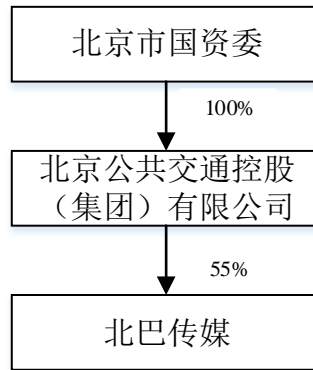 北京市国资委
100%
北京公共交通控股
（集团）有限公司
55%
北巴传媒